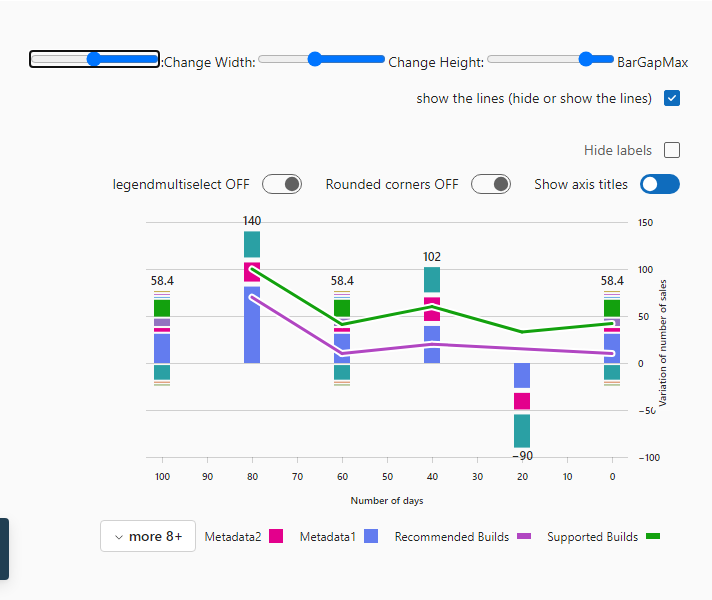 :Change Width: Change Height: BarGapMax
show the lines (hide or show the lines)
Hide labels
legendmultiselect OFF Rounded corners OFF Show axis titles
140
150
102
100
58.4 58.4 58.4
50
0
−50
−90
−100
Variation of number of sales
100 90 80 70 60 50 40 30 20 10 0
Number of days
more 8+ Metadata2 Metadata1 Recommended Builds Supported Builds